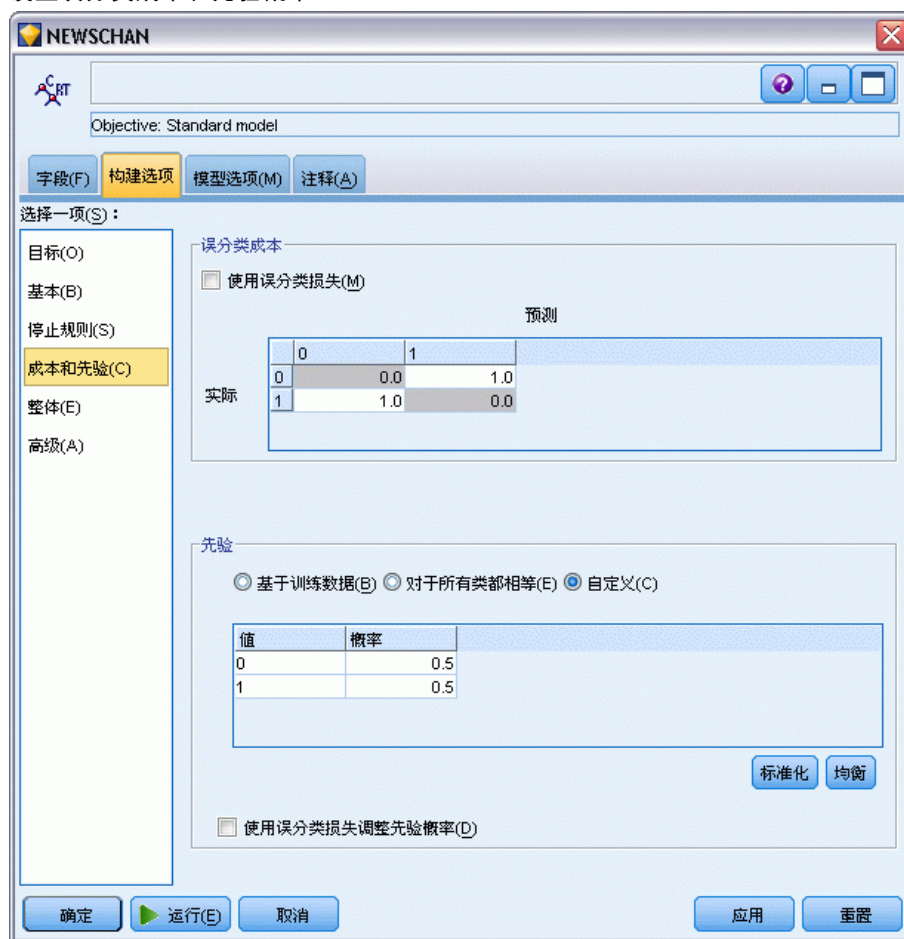 NEWSCHAN
C&RT
Objective: Standard model
字段(F) 构建选项 模型选项(M) 注释(A)
选择一项(S)：
目标(O)
基本(B)
停止规则(S)
成本和先验(C)
整体(E)
高级(A)
误分类成本
使用误分类损失(M)
预测
0 1
实际
0 0.0 1.0
1 1.0 0.0
先验
基于训练数据(B) 对于所有类都相等(E) 自定义(C)
值 概率
0 0.5
1 0.5
标准化 均衡
使用误分类损失调整先验概率(D)
确定 运行(E) 取消 应用 重置